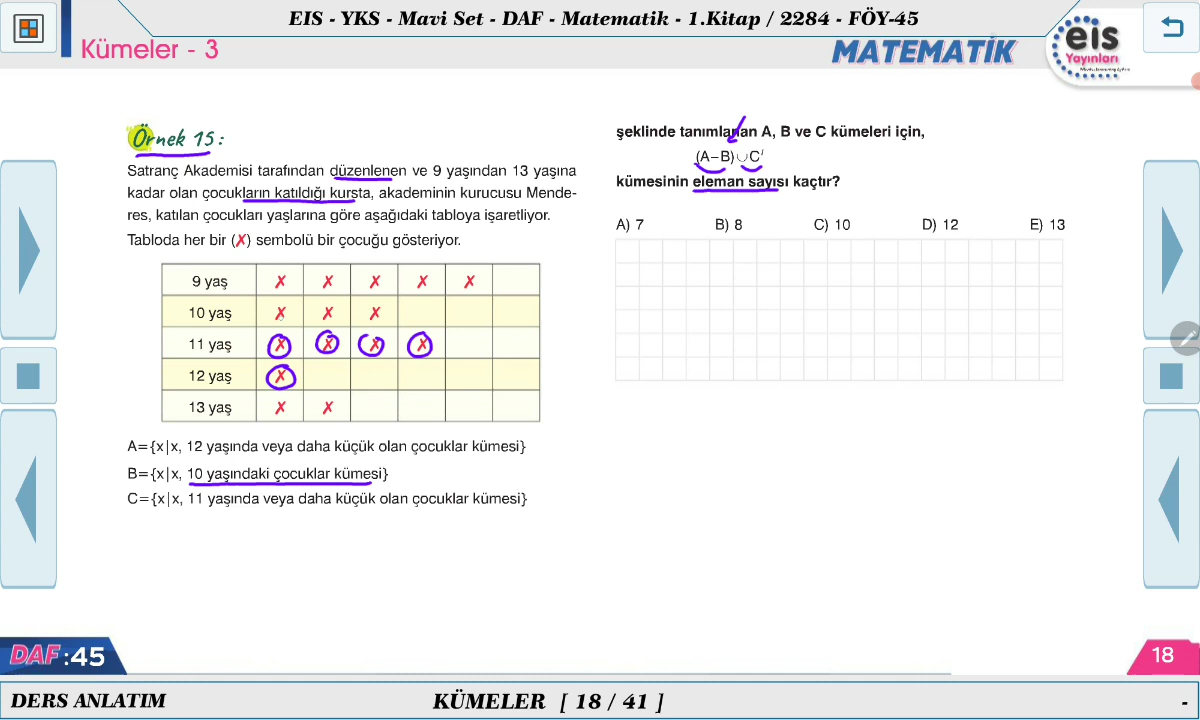 EIS - YKS - Mavi Set - DAF - Matematik - 1.Kitap / 2284 - FÖY-45
Kümeler - 3
MATEMATİK
eis
Yayınları
Örnek 15:
Satranç Akademisi tarafından düzenlenen ve 9 yaşından 13 yaşına
kadar olan çocukların katıldığı kursta, akademinin kurucusu Mende-
res, katılan çocukları yaşlarına göre aşağıdaki tabloya işaretliyor.
Tabloda her bir (✗) sembolü bir çocuğu gösteriyor.
9 yaş ✗ ✗ ✗ ✗ ✗
10 yaş ✗ ✗ ✗
11 yaş ✗ ✗ ✗ ✗
12 yaş ✗
13 yaş ✗ ✗
A={x|x, 12 yaşında veya daha küçük olan çocuklar kümesi}
B={x|x, 10 yaşındaki çocuklar kümesi}
C={x|x, 11 yaşında veya daha küçük olan çocuklar kümesi}
şeklinde tanımlanan A, B ve C kümeleri için,
(A−B)∪C'
kümesinin eleman sayısı kaçtır?
A) 7 B) 8 C) 10 D) 12 E) 13
DAF :45
18
DERS ANLATIM
KÜMELER [ 18 / 41 ]
-